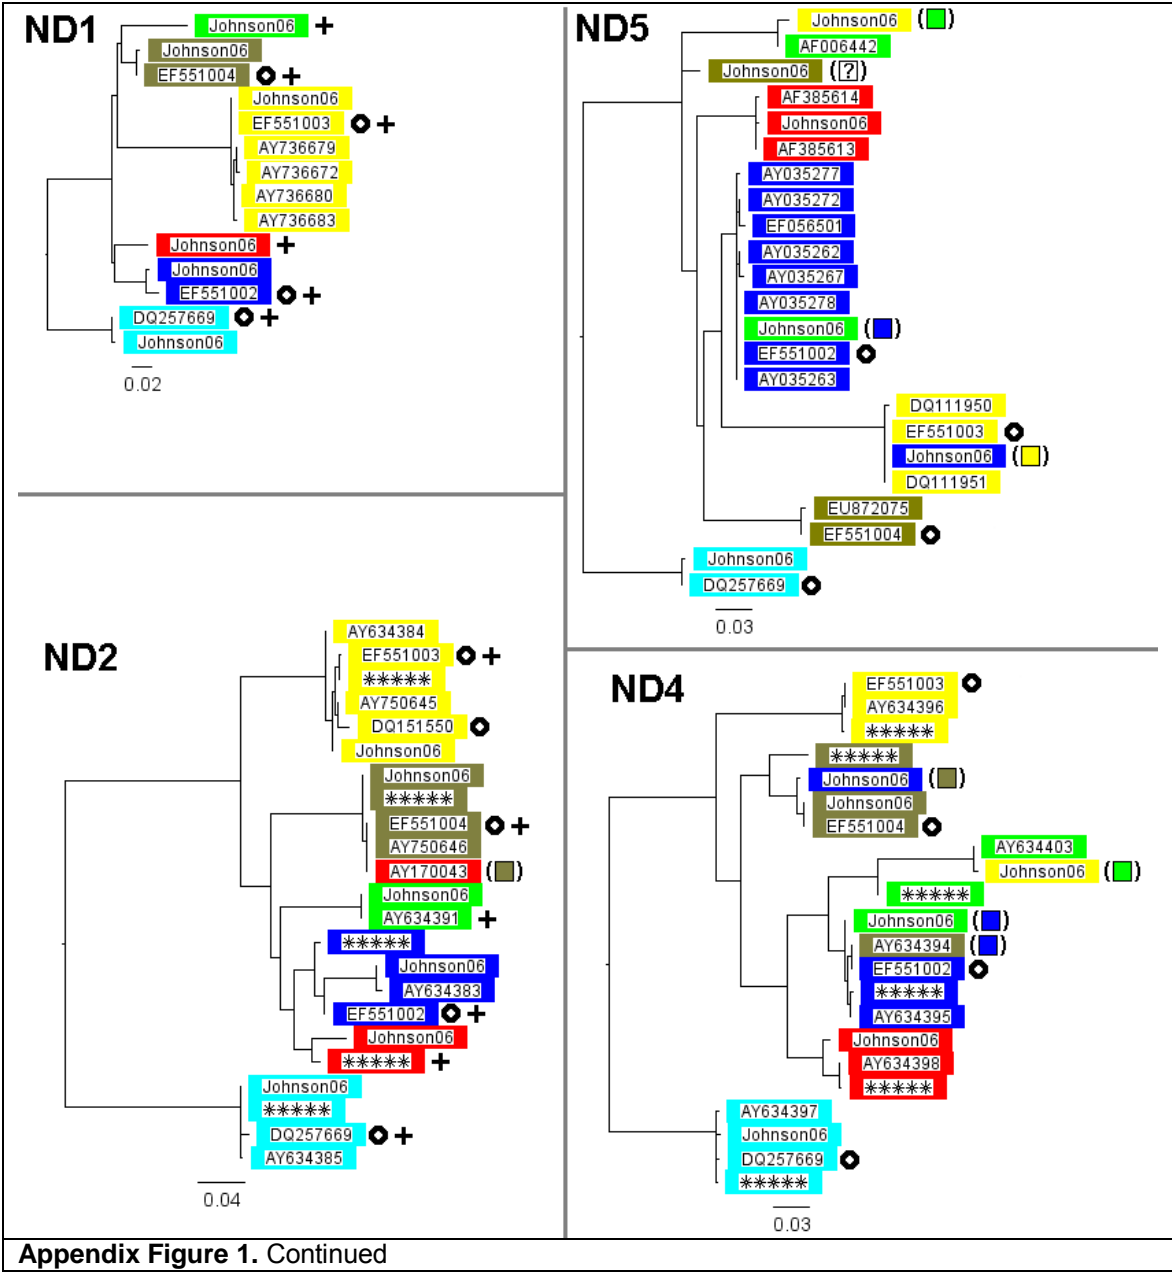 ND1
Johnson06 +
Johnson06
EF551004 +
Johnson06
EF551003 +
AY736679
AY736672
AY736680
AY736683
Johnson06 +
Johnson06
EF551002 +
DQ257669 +
Johnson06
0.02
ND5
Johnson06 ( )
AF006442
Johnson06 (?)
AF385614
Johnson06
AF385613
AY035277
AY035272
EF056501
AY035262
AY035267
AY035278
Johnson06 ( )
EF551002
AY035263
DQ111950
EF551003
Johnson06 ( )
DQ111951
EU872075
EF551004
Johnson06
DQ257669
0.03
ND2
AY634384
EF551003 +
*****
AY750645
DQ151550
Johnson06
Johnson06
*****
EF551004 +
AY750646
AY170043 ( )
Johnson06
AY634391 +
*****
Johnson06
AY634383
EF551002 +
Johnson06
***** +
Johnson06
*****
DQ257669 +
AY634385
0.04
ND4
EF551003
AY634396
*****
*****
Johnson06 ( )
Johnson06
EF551004
AY634403
Johnson06 ( )
*****
Johnson06 ( )
AY634394 ( )
EF551002
*****
AY634395
Johnson06
AY634398
*****
AY634397
Johnson06
DQ257669
*****
0.03
Appendix Figure 1. Continued